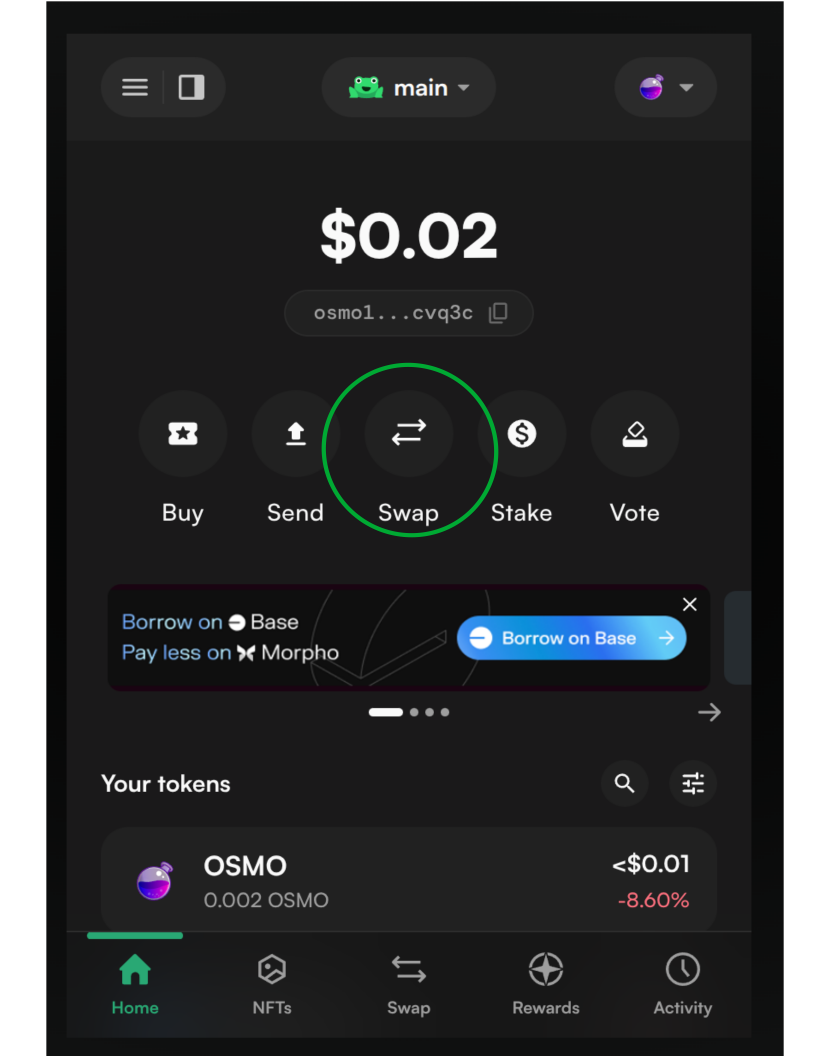 main
$0.02
osmo1...cvq3c
Buy Send Swap Stake Vote
Borrow on Base
Pay less on Morpho
Borrow on Base
Your tokens
OSMO <$0.01
0.002 OSMO -8.60%
Home NFTs Swap Rewards Activity